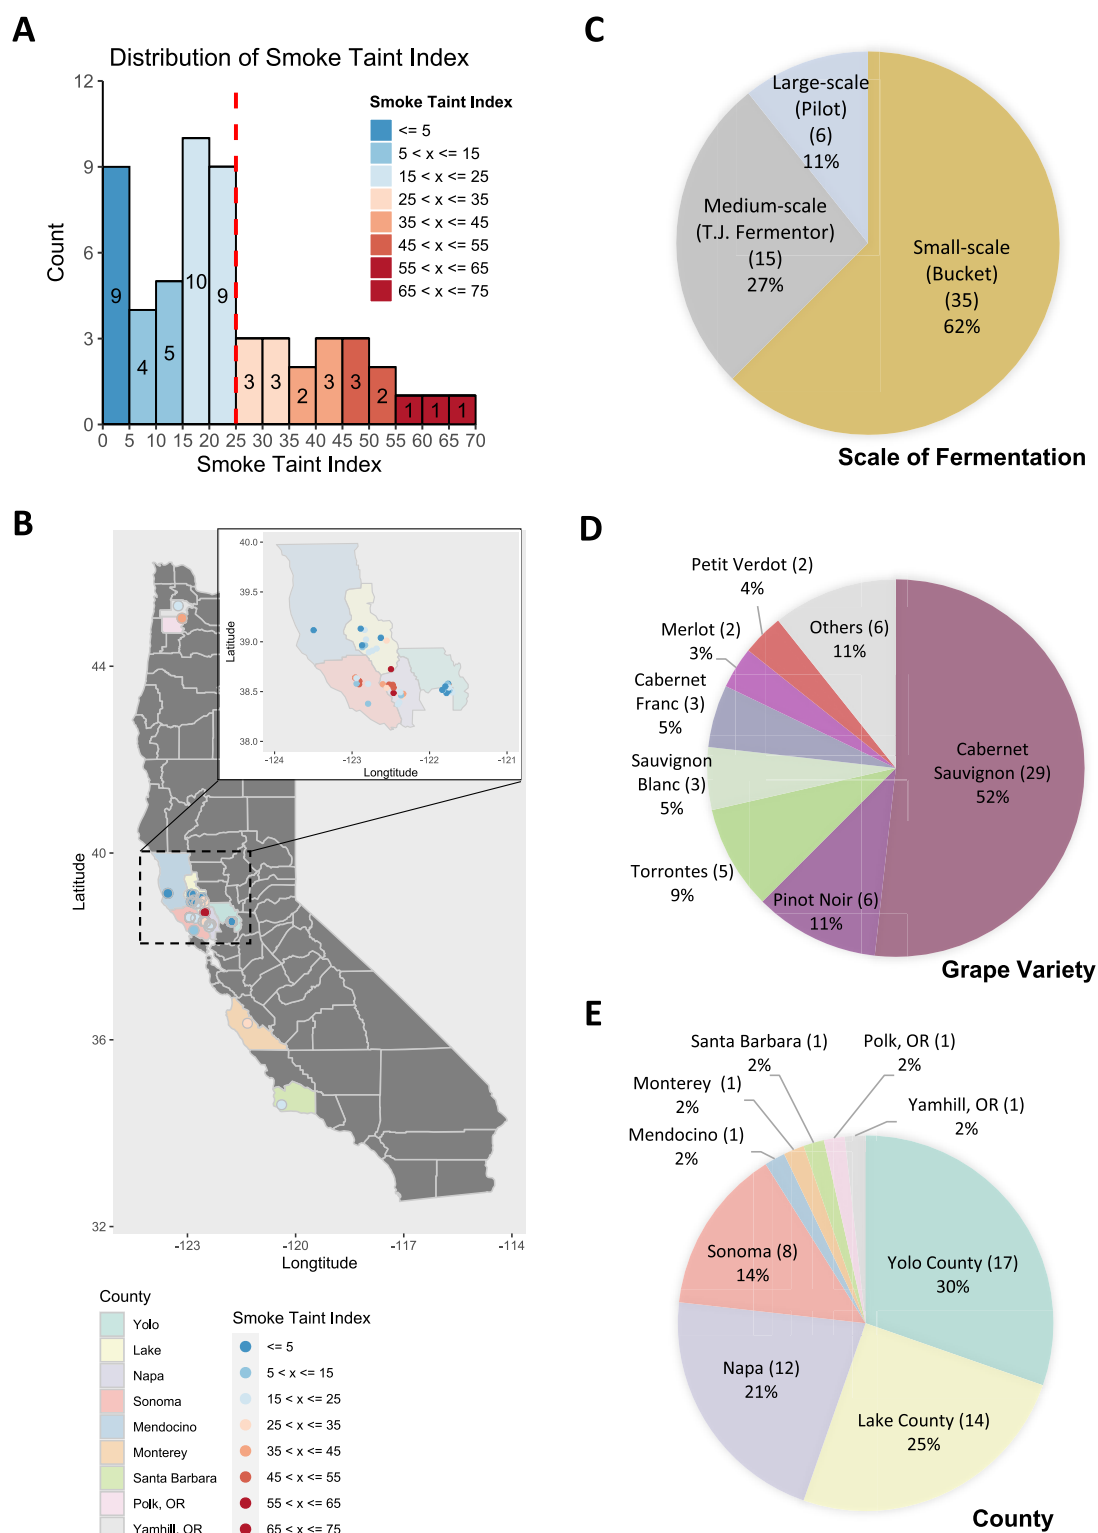 A
Distribution of Smoke Taint Index
12
9
6
3
0
Count
9
4
5
10
9
3
3
2
3
3
2
1
1
1
0 5 10 15 20 25 30 35 40 45 50 55 60 65 70
Smoke Taint Index
Smoke Taint Index
<= 5
5 < x <= 15
15 < x <= 25
25 < x <= 35
35 < x <= 45
45 < x <= 55
55 < x <= 65
65 < x <= 75
B
40.0
39.5
39.0
38.5
38.0
Latitude
-124 -123 -122 -121
Longtitude
44
40
36
32
Latitude
-123 -120 -117 -114
Longtitude
County
Yolo
Lake
Napa
Sonoma
Mendocino
Monterey
Santa Barbara
Polk, OR
Yamhill, OR
Smoke Taint Index
<= 5
5 < x <= 15
15 < x <= 25
25 < x <= 35
35 < x <= 45
45 < x <= 55
55 < x <= 65
65 < x <= 75
C
Large-scale
(Pilot)
(6)
11%
Medium-scale
(T.J. Fermentor)
(15)
27%
Small-scale
(Bucket)
(35)
62%
Scale of Fermentation
D
Petit Verdot (2)
4%
Merlot (2)
3%
Cabernet
Franc (3)
5%
Sauvignon
Blanc (3)
5%
Torrontes (5)
9%
Pinot Noir (6)
11%
Others (6)
11%
Cabernet
Sauvignon (29)
52%
Grape Variety
E
Santa Barbara (1)
2%
Polk, OR (1)
2%
Monterey (1)
2%
Yamhill, OR (1)
2%
Mendocino (1)
2%
Sonoma (8)
14%
Yolo County (17)
30%
Napa (12)
21%
Lake County (14)
25%
County